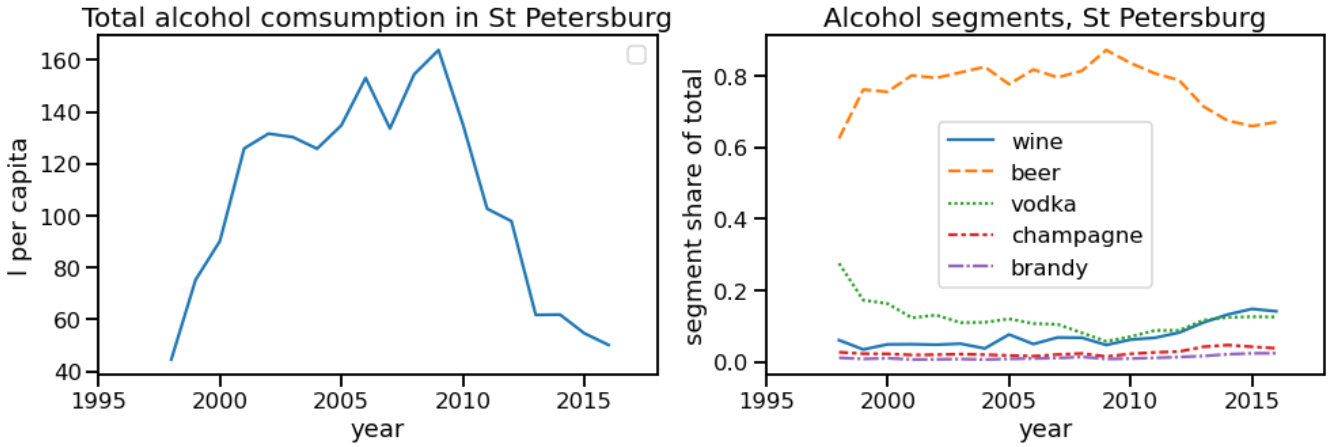 Total alcohol comsumption in St Petersburg
l per capita
160
140
120
100
80
60
40
1995 2000 2005 2010 2015
year
Alcohol segments, St Petersburg
segment share of total
0.8
0.6
0.4
0.2
0.0
wine
beer
vodka
champagne
brandy
1995 2000 2005 2010 2015
year